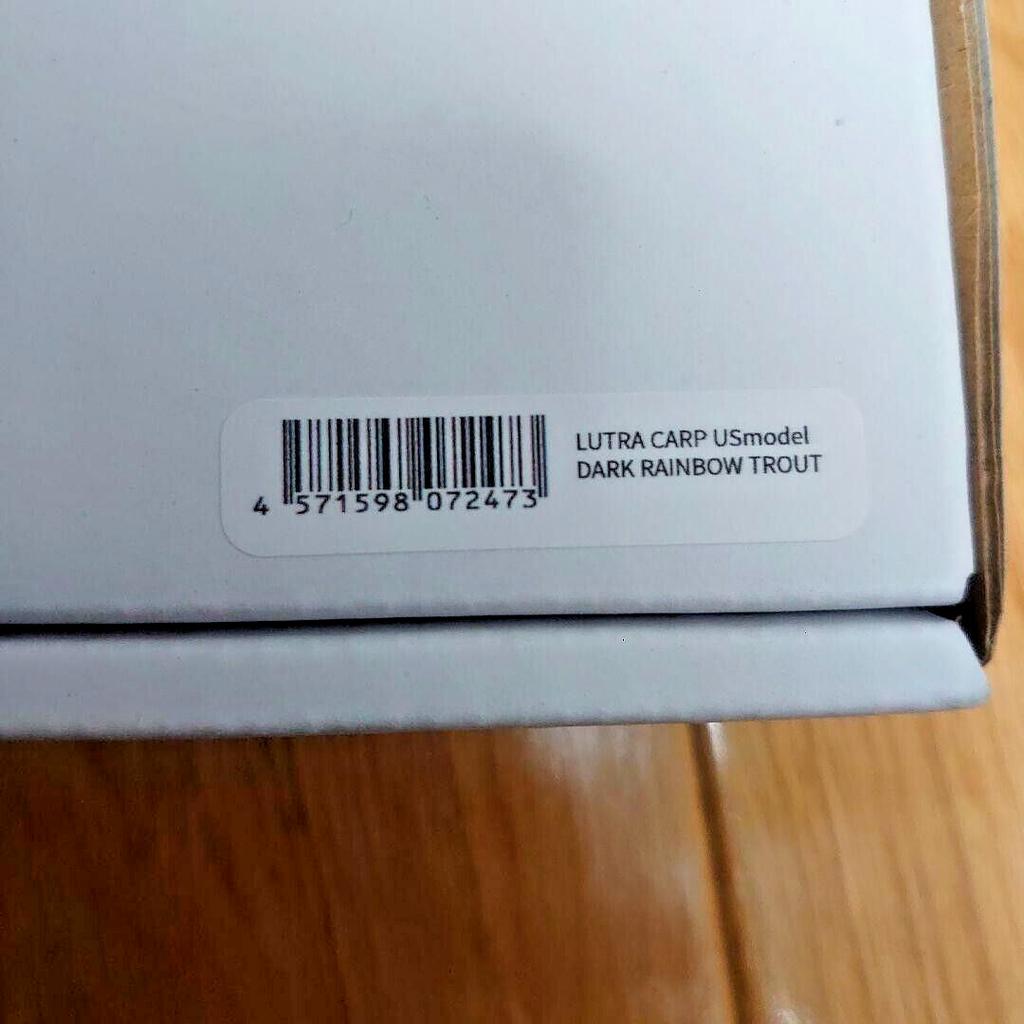 LUTRA CARP USmodel
DARK RAINBOW TROUT
4 571598 072473